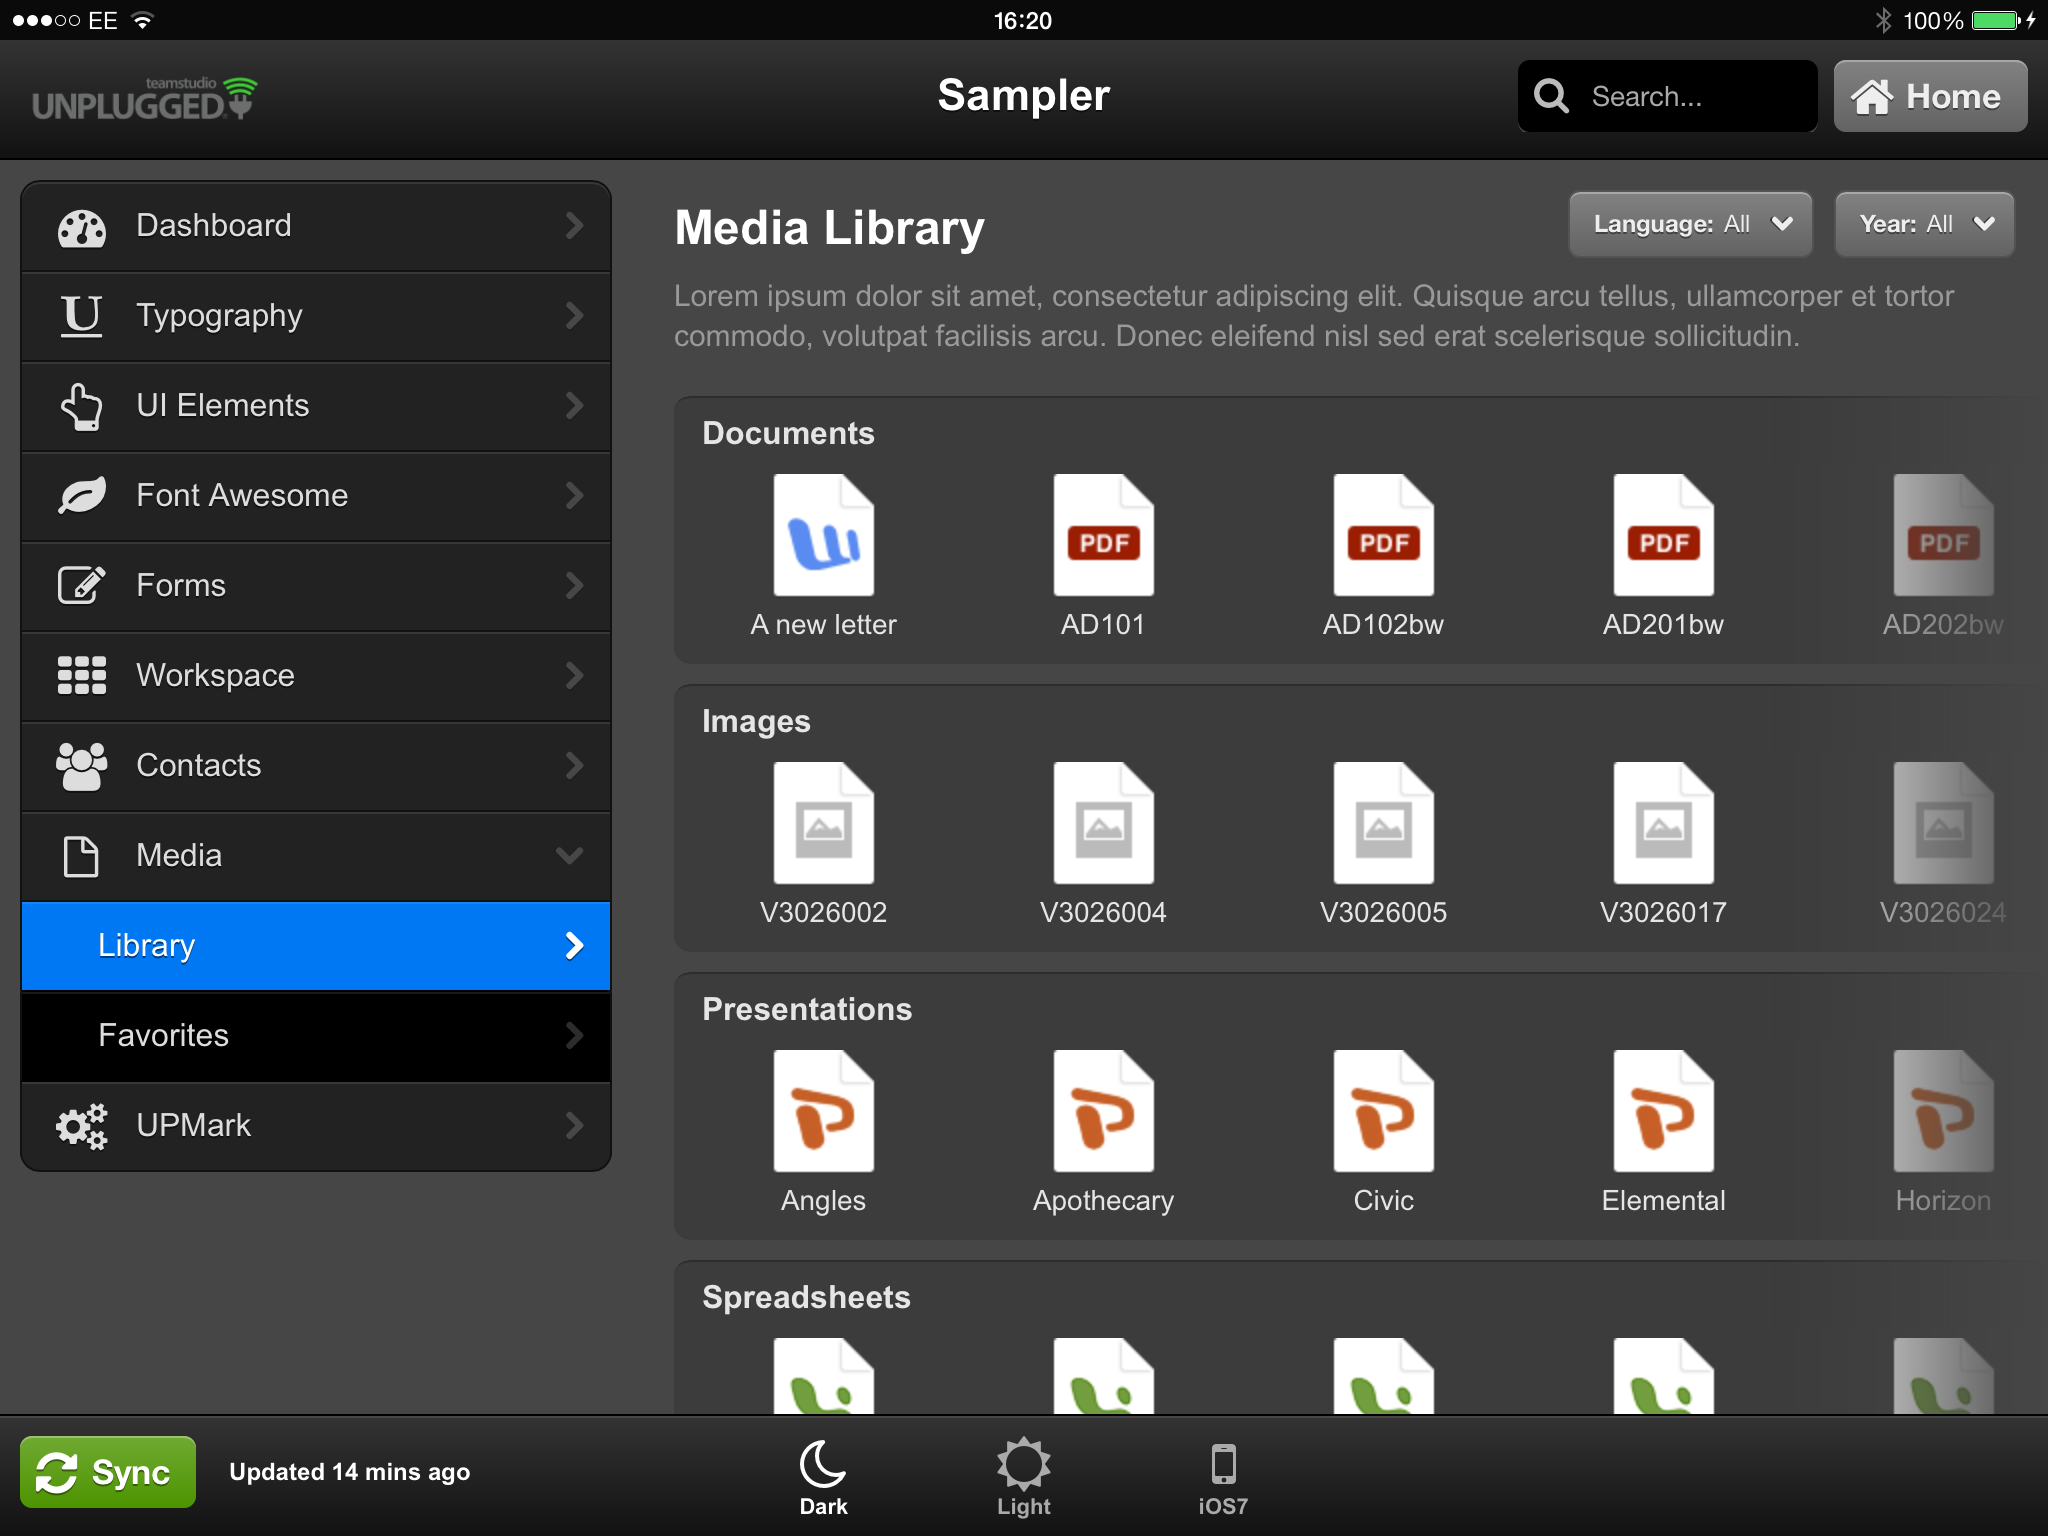 EE
16:20
100%
teamstudio
UNPLUGGED
Sampler
Search...
Home
Dashboard
Typography
UI Elements
Font Awesome
Forms
Workspace
Contacts
Media
Library
Favorites
UPMark
Media Library
Language: All
Year: All
Lorem ipsum dolor sit amet, consectetur adipiscing elit. Quisque arcu tellus, ullamcorper et tortor
commodo, volutpat facilisis arcu. Donec eleifend nisl sed erat scelerisque sollicitudin.
Documents
PDF
PDF
PDF
PDF
A new letter
AD101
AD102bw
AD201bw
AD202bw
Images
V3026002
V3026004
V3026005
V3026017
V3026024
Presentations
Angles
Apothecary
Civic
Elemental
Horizon
Spreadsheets
Sync
Updated 14 mins ago
Dark
Light
iOS7